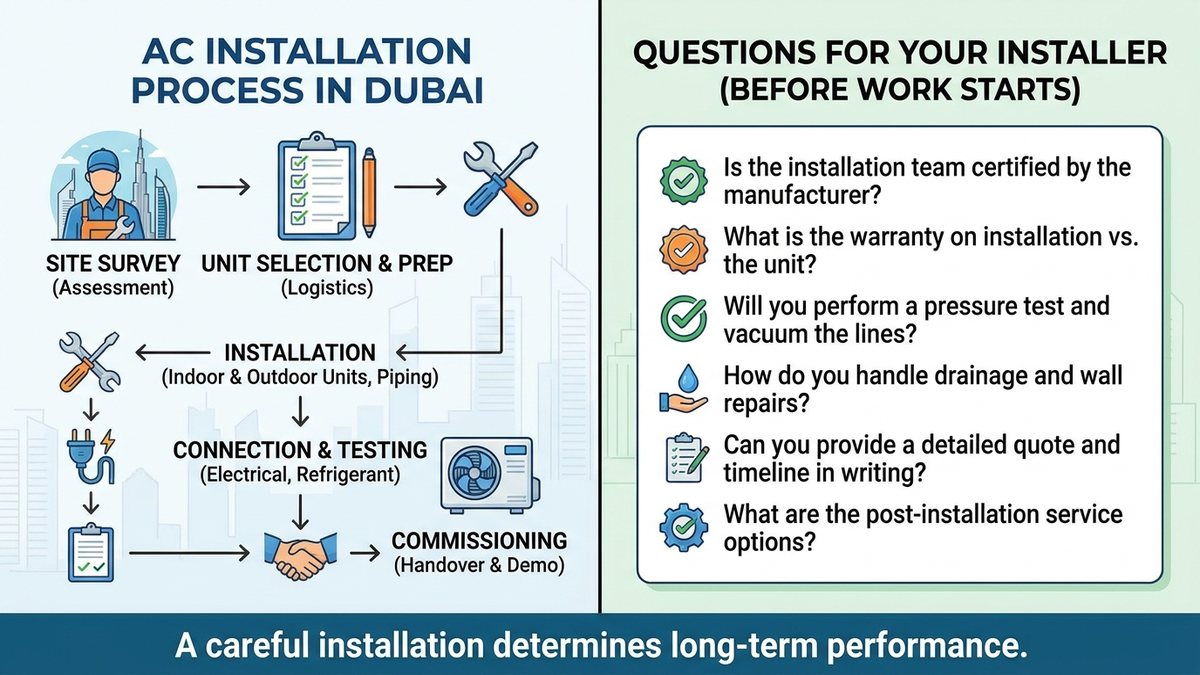 AC INSTALLATION
PROCESS IN DUBAI
SITE SURVEY
(Assessment)
UNIT SELECTION & PREP
(Logistics)
INSTALLATION
(Indoor & Outdoor Units, Piping)
CONNECTION & TESTING
(Electrical, Refrigerant)
COMMISSIONING
(Handover & Demo)
QUESTIONS FOR YOUR INSTALLER
(BEFORE WORK STARTS)
Is the installation team certified by the
manufacturer?
What is the warranty on installation vs.
the unit?
Will you perform a pressure test and
vacuum the lines?
How do you handle drainage and wall
repairs?
Can you provide a detailed quote and
timeline in writing?
What are the post-installation service
options?
A careful installation determines long-term performance.